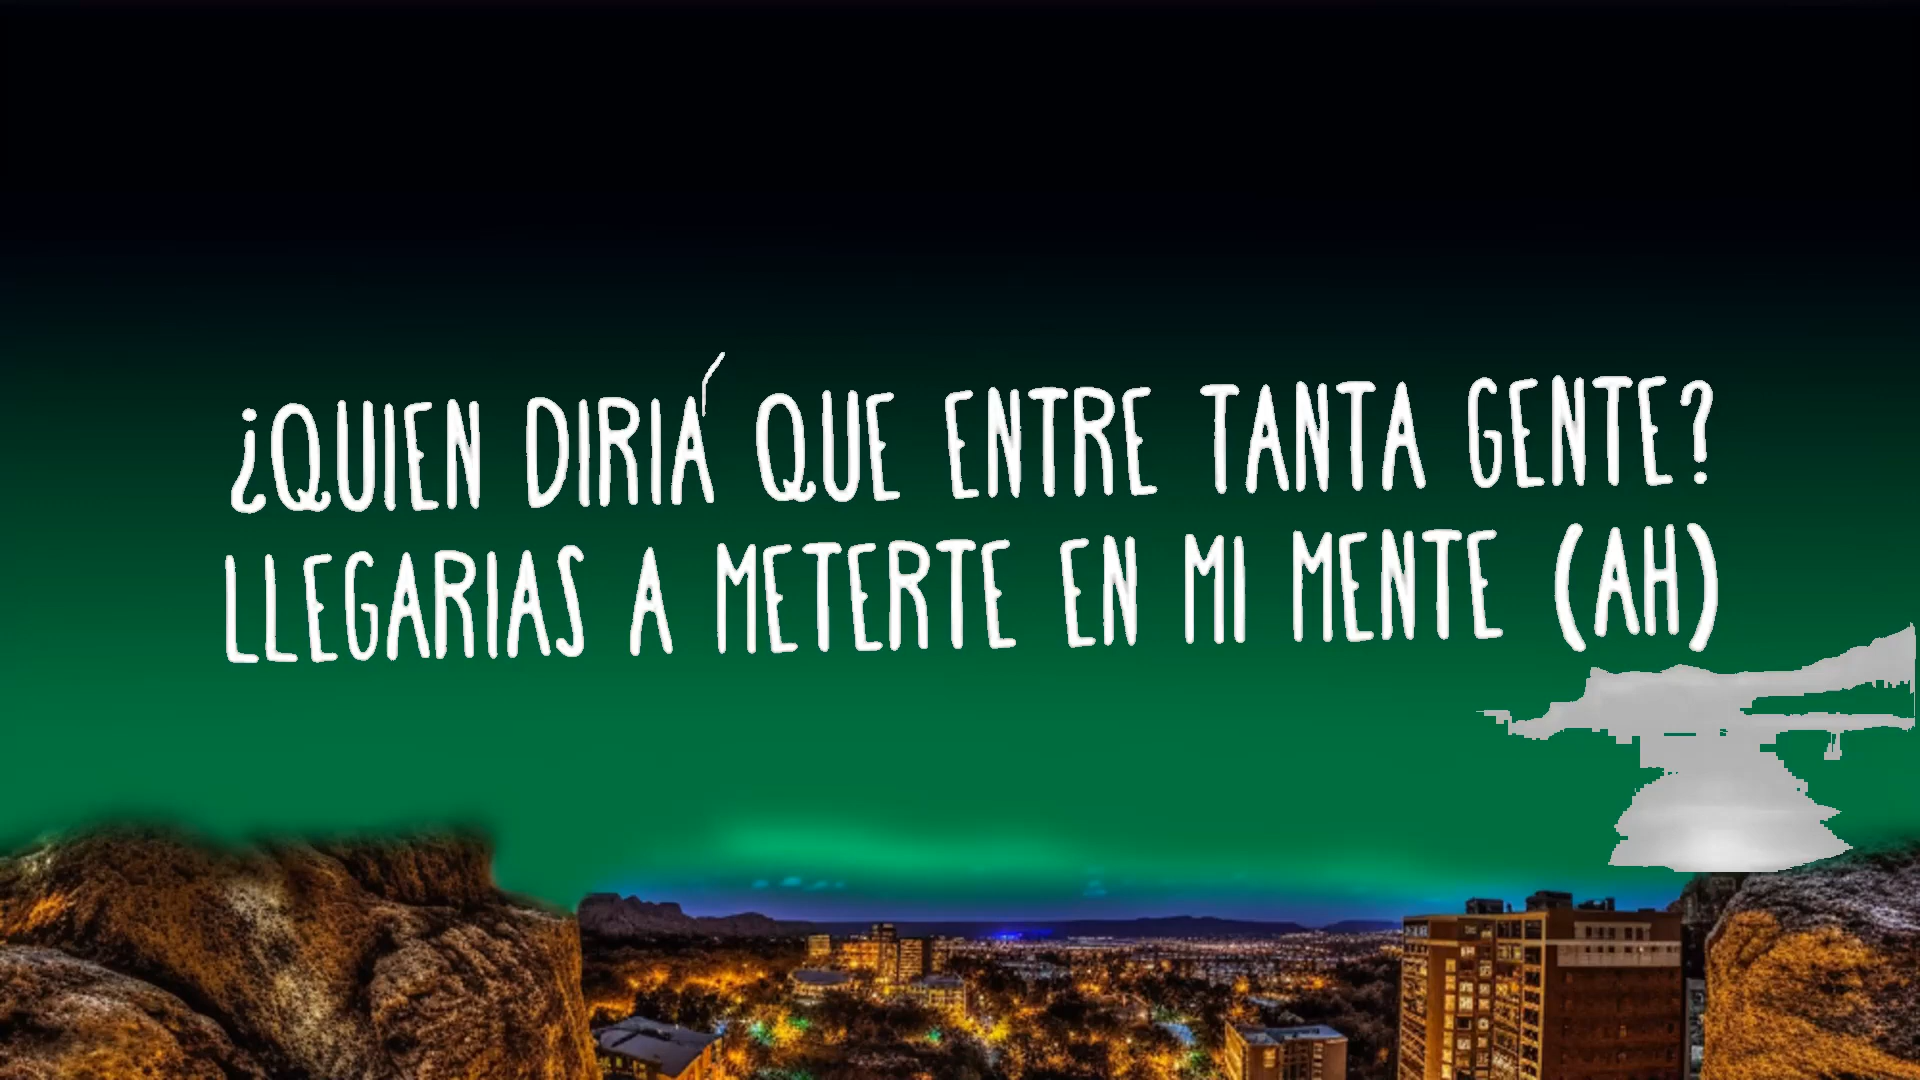 ¿QUIEN DIRIÁ QUE ENTRE TANTA GENTE?
LLEGARIAS A METERTE EN MI MENTE (AH)